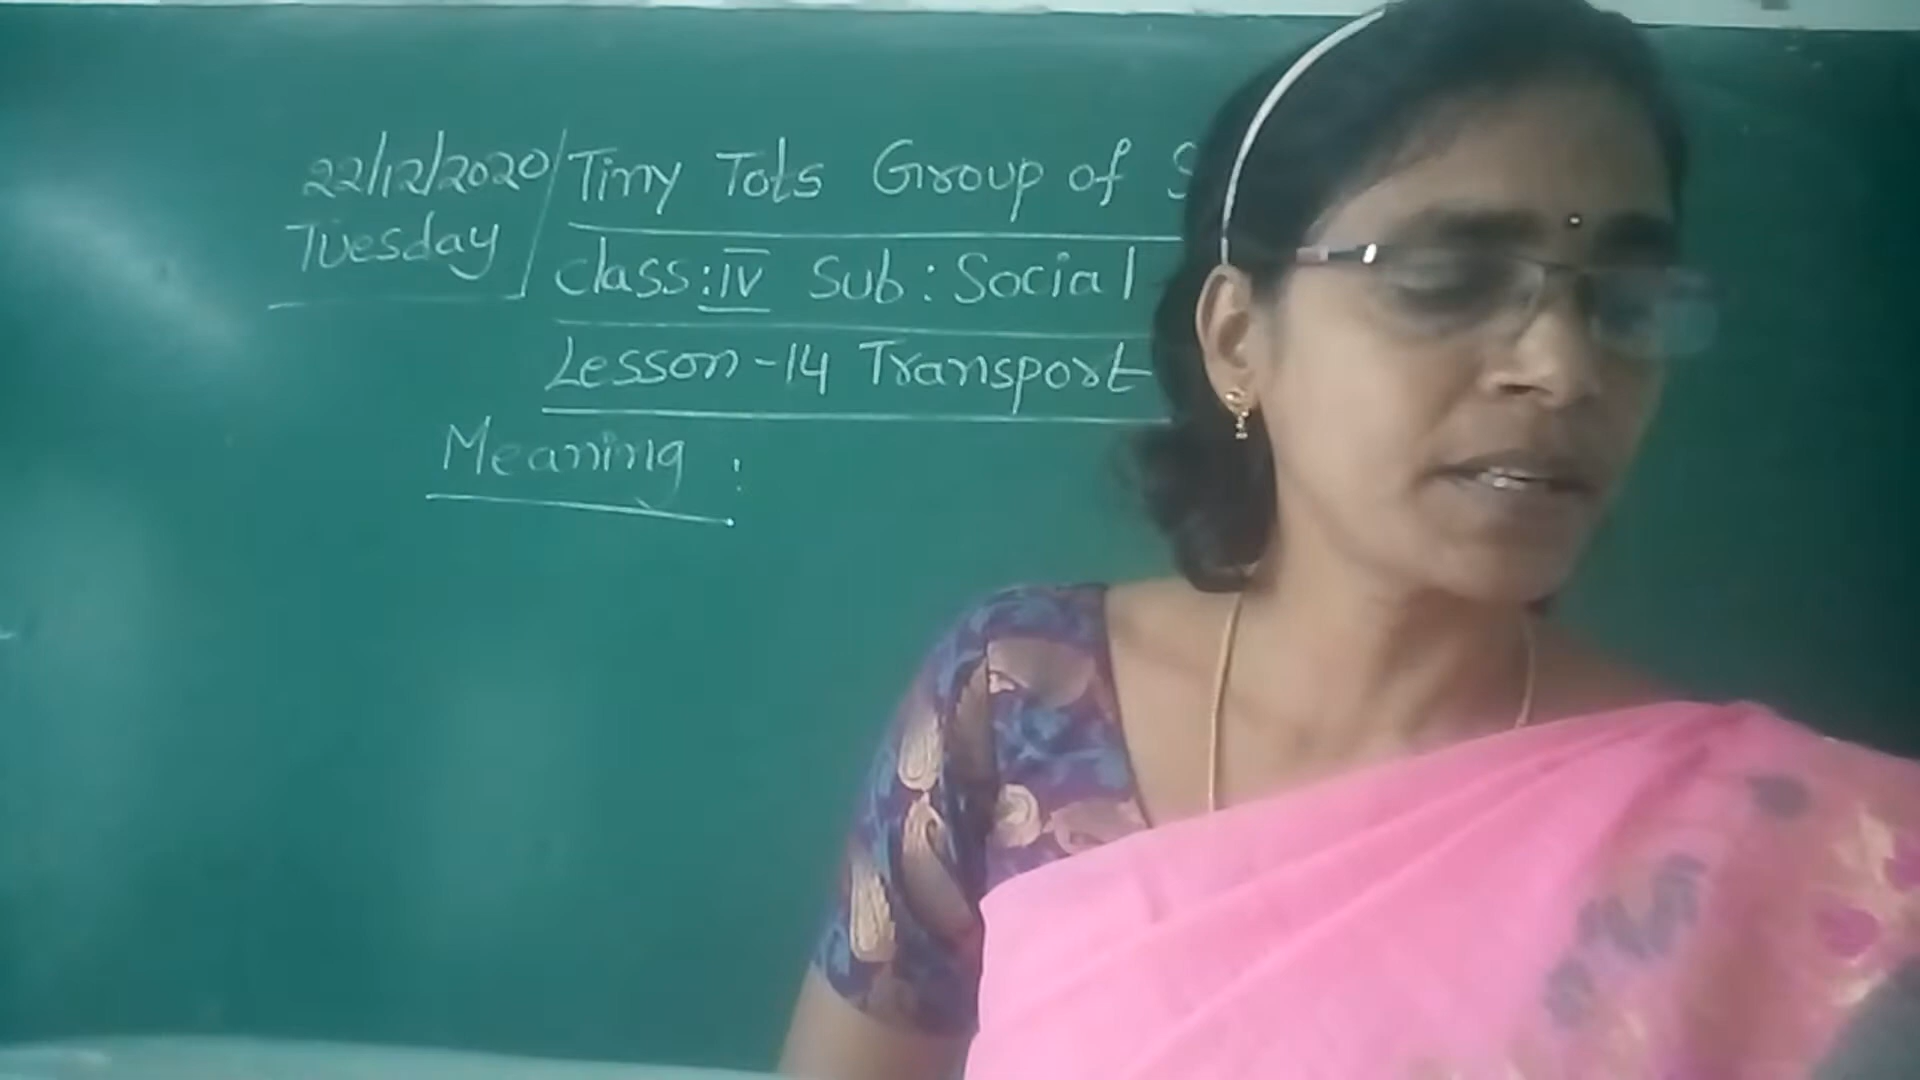 22/12/2020
Tuesday
Tiny Tots Group of S
Class: IV Sub: Social
Lesson-14 Transport
Meaning: